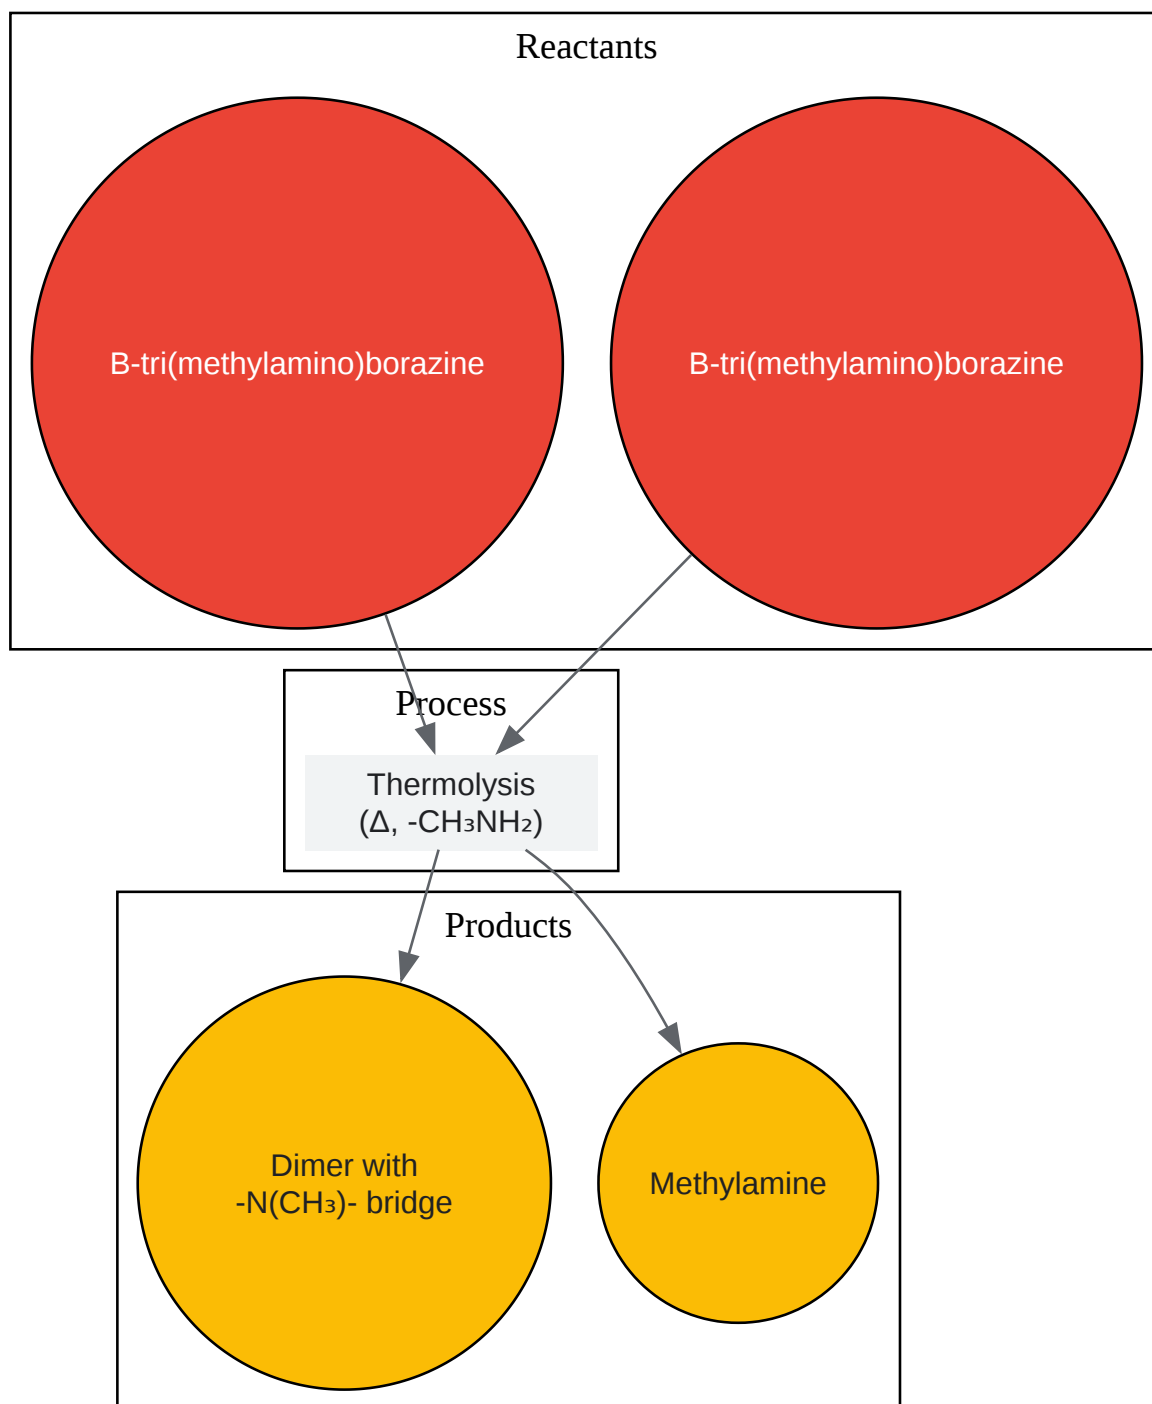 Reactants
B-tri(methylamino)borazine
B-tri(methylamino)borazine
Process
Thermolysis
(Δ, -CH₃NH₂)
Products
Dimer with
-N(CH₃)- bridge
Methylamine